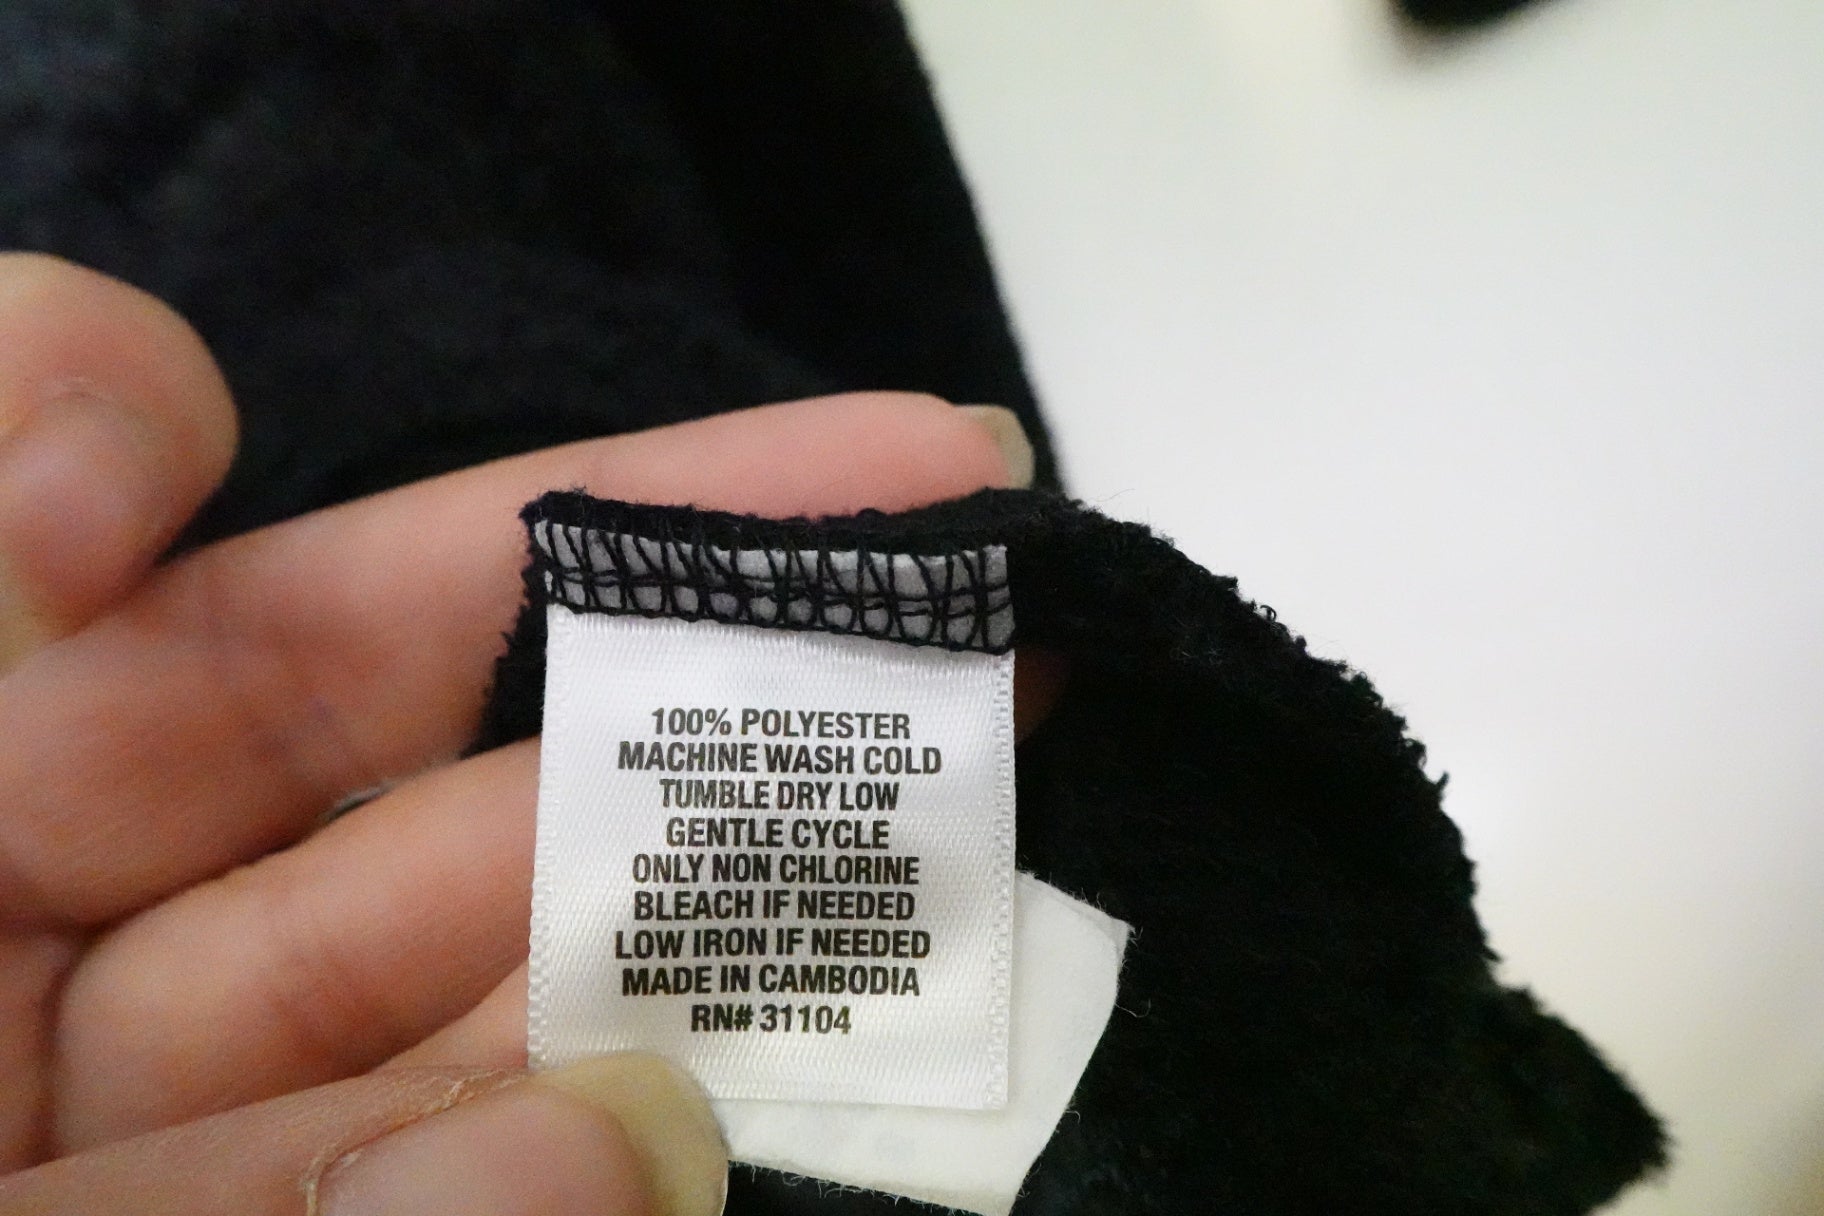 100% POLYESTER
MACHINE WASH COLD
TUMBLE DRY LOW
GENTLE CYCLE
ONLY NON CHLORINE
BLEACH IF NEEDED
LOW IRON IF NEEDED
MADE IN CAMBODIA
RN# 31104